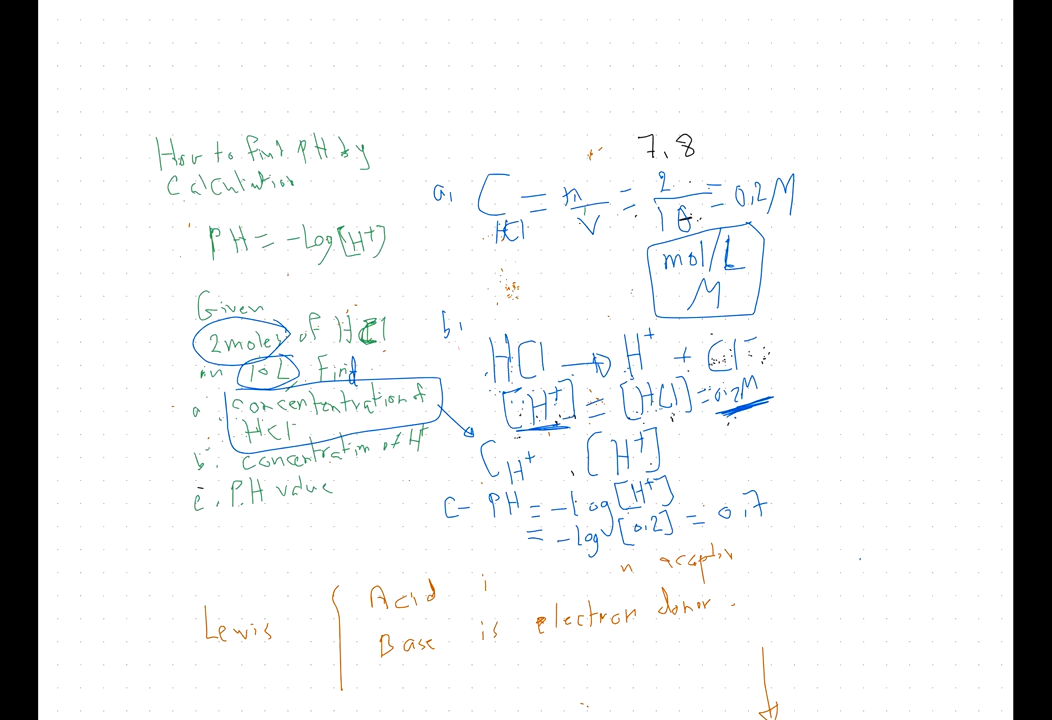 How to find PH by
Calculation
PH = -Log[H+]
Given
2 moles of HCl
in 10L Find
a. concententration of
HCl
b. concentration of H+
c. PH value
7,8
a, C HCl = n/V = 2/10 = 0,2M
mol/L
M
b,
HCl → H+ + Cl-
[H+] = [HCl] = 0.2M
C H+ , [H+]
C- PH = -Log[H+]
= -Log[0.2] = 0,7
Lewis
Acid i n acceptor
Base is electron donor.